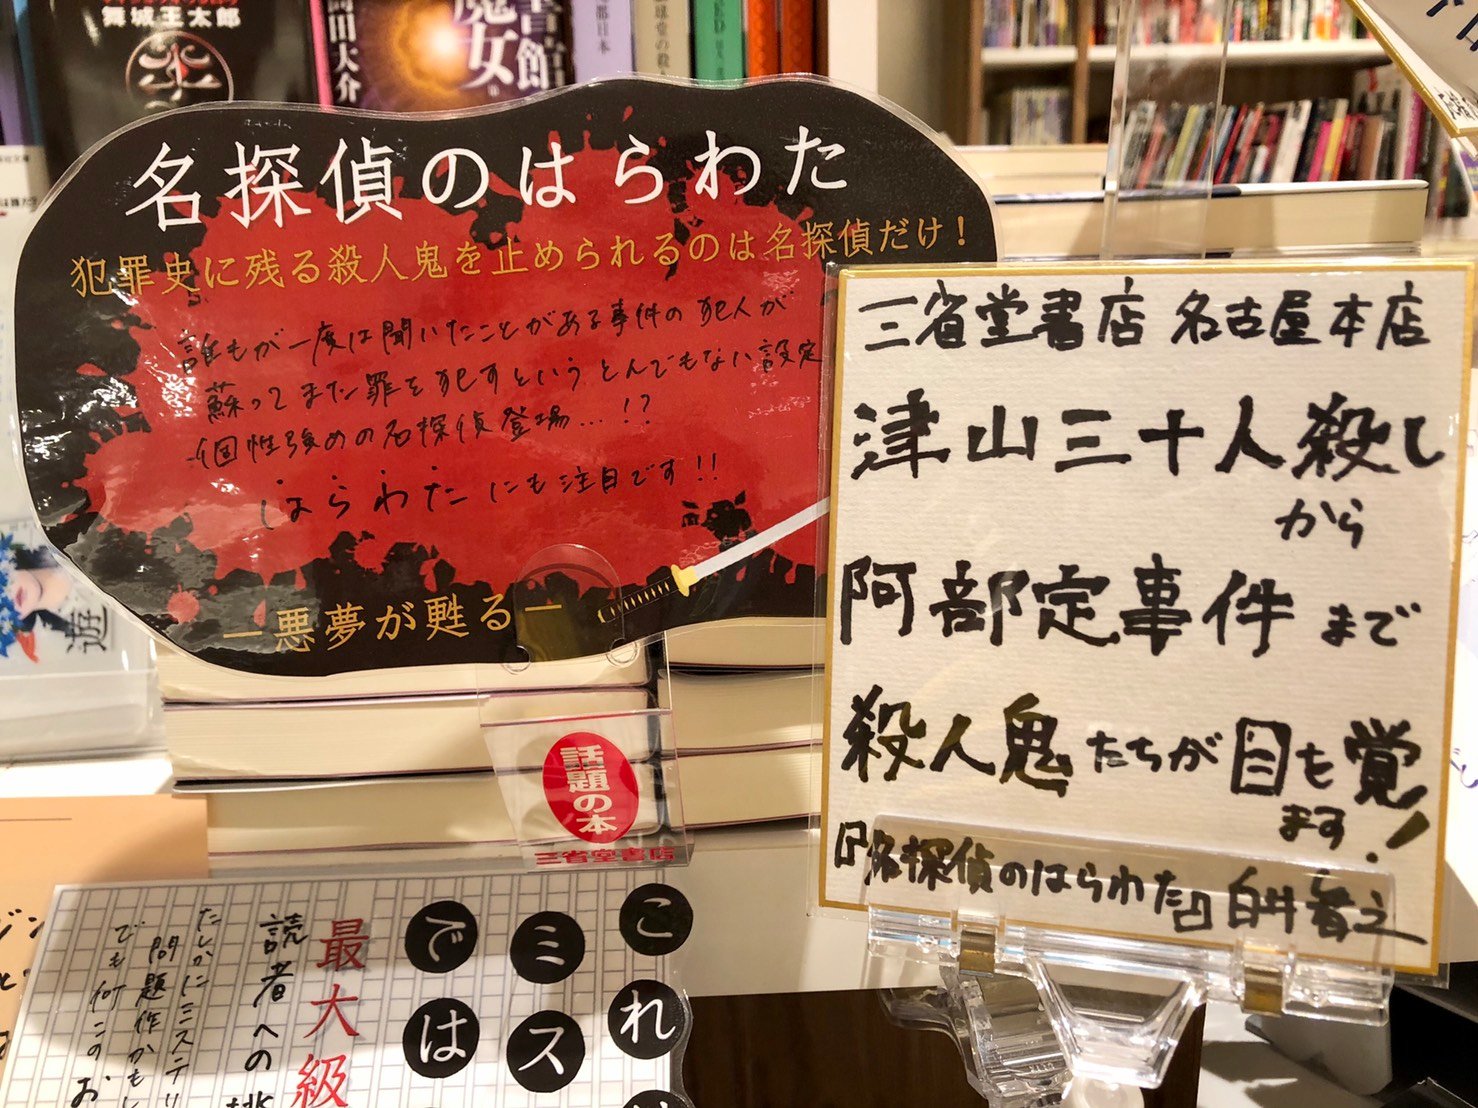 舞城王太郎
岡田大介
魔女
書館
名探偵のはらわた
犯罪史に残る殺人鬼を止められるのは名探偵だけ！
誰もが一度は聞いたことがある事件の犯人が
蘇ってまた罪を犯すというとんでもない設定
個性強めの名探偵登場…!?
はらわたにも注目です!!
―悪夢が甦る―
三省堂書店 名古屋本店
津山三十人殺し
から
阿部定事件まで
殺人鬼たちが目も覚
ます!
『名探偵のはらわた』白井智之
遊
話題の本
三省堂書店
これ
ミス
では
最大級
読者への挑
たしかにミステリ
問題作かもし
でも何この、お